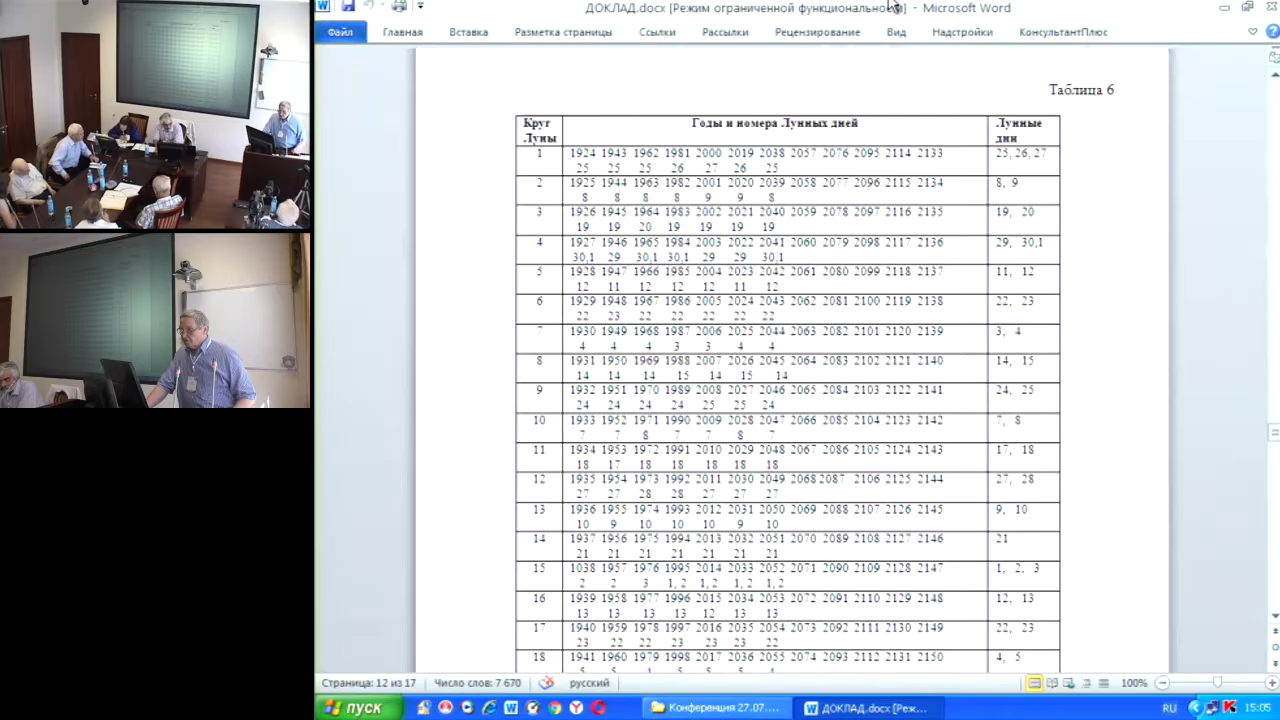 ДОКЛАД.docx [Режим ограниченной функциональности] - Microsoft Word
Файл Главная Вставка Разметка страницы Ссылки Рассылки Рецензирование Вид Надстройки КонсультантПлюс
Таблица 6
Круг Луны Годы и номера Лунных дней Лунные дни
1 1924 1943 1962 1981 2000 2019 2038 2057 2076 2095 2114 2133 25, 26, 27
25 25 25 26 27 26 25
2 1925 1944 1963 1982 2001 2020 2039 2058 2077 2096 2115 2134 8, 9
8 8 8 8 9 9 8
3 1926 1945 1964 1983 2002 2021 2040 2059 2078 2097 2116 2135 19, 20
19 19 20 19 19 19 19
4 1927 1946 1965 1984 2003 2022 2041 2060 2079 2098 2117 2136 29, 30,1
30,1 29 30,1 30,1 29 29 30,1
5 1928 1947 1966 1985 2004 2023 2042 2061 2080 2099 2118 2137 11, 12
12 11 12 12 12 11 12
6 1929 1948 1967 1986 2005 2024 2043 2062 2081 2100 2119 2138 22, 23
22 23 22 22 22 22 22
7 1930 1949 1968 1987 2006 2025 2044 2063 2082 2101 2120 2139 3, 4
4 4 4 3 3 4 4
8 1931 1950 1969 1988 2007 2026 2045 2064 2083 2102 2121 2140 14, 15
14 14 14 15 14 15 14
9 1932 1951 1970 1989 2008 2027 2046 2065 2084 2103 2122 2141 24, 25
24 24 24 24 25 25 24
10 1933 1952 1971 1990 2009 2028 2047 2066 2085 2104 2123 2142 7, 8
7 7 8 7 7 8 7
11 1934 1953 1972 1991 2010 2029 2048 2067 2086 2105 2124 2143 17, 18
18 17 18 18 18 18 18
12 1935 1954 1973 1992 2011 2030 2049 2068 2087 2106 2125 2144 27, 28
27 27 28 28 27 27 27
13 1936 1955 1974 1993 2012 2031 2050 2069 2088 2107 2126 2145 9, 10
10 9 10 10 10 9 10
14 1937 1956 1975 1994 2013 2032 2051 2070 2089 2108 2127 2146 21
21 21 21 21 21 21 21
15 1038 1957 1976 1995 2014 2033 2052 2071 2090 2109 2128 2147 1, 2, 3
2 2 3 1, 2 1, 2 1, 2 1, 2
16 1939 1958 1977 1996 2015 2034 2053 2072 2091 2110 2129 2148 12, 13
13 13 13 13 12 13 13
17 1940 1959 1978 1997 2016 2035 2054 2073 2092 2111 2130 2149 22, 23
23 22 22 23 23 23 22
18 1941 1960 1979 1998 2017 2036 2055 2074 2093 2112 2131 2150 4, 5
Страница: 12 из 17 Число слов: 7 670 русский 100%
пуск Конференция 27.07.... ДОКЛАД.docx [Реж... RU 15:05